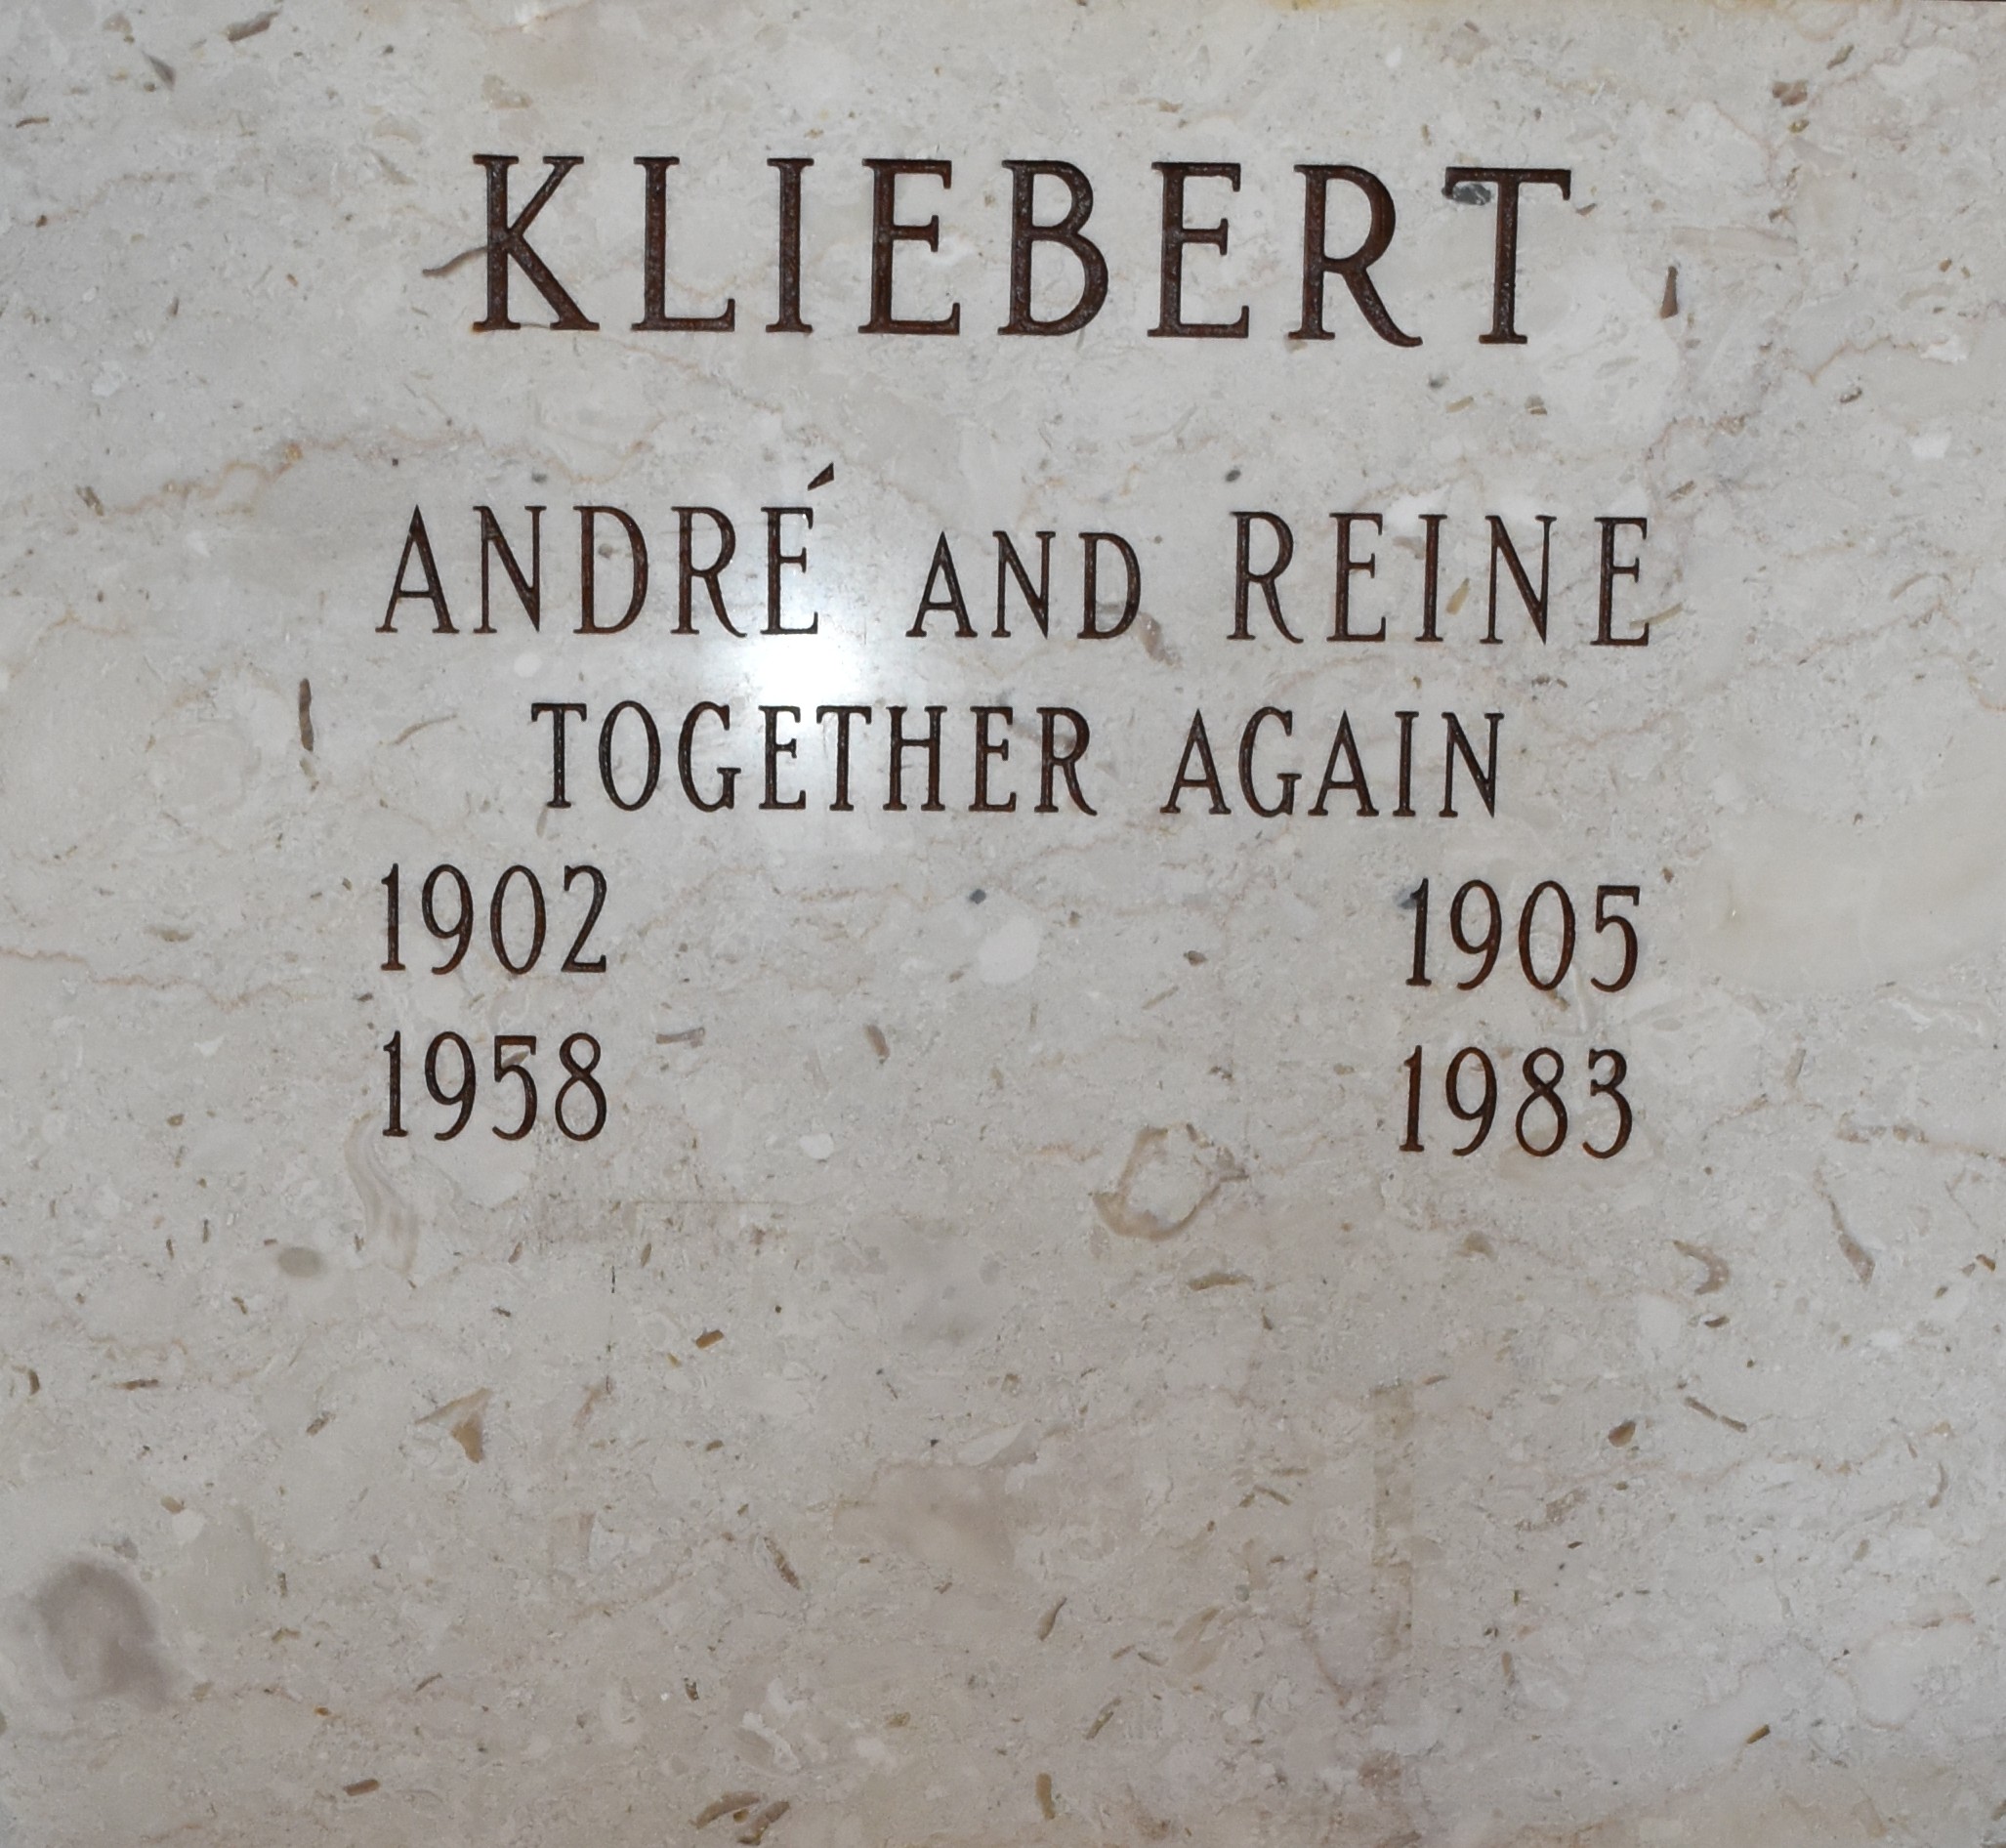 KLIEBERT
ANDRÉ AND REINE
TOGETHER AGAIN
1902 1905
1958 1983